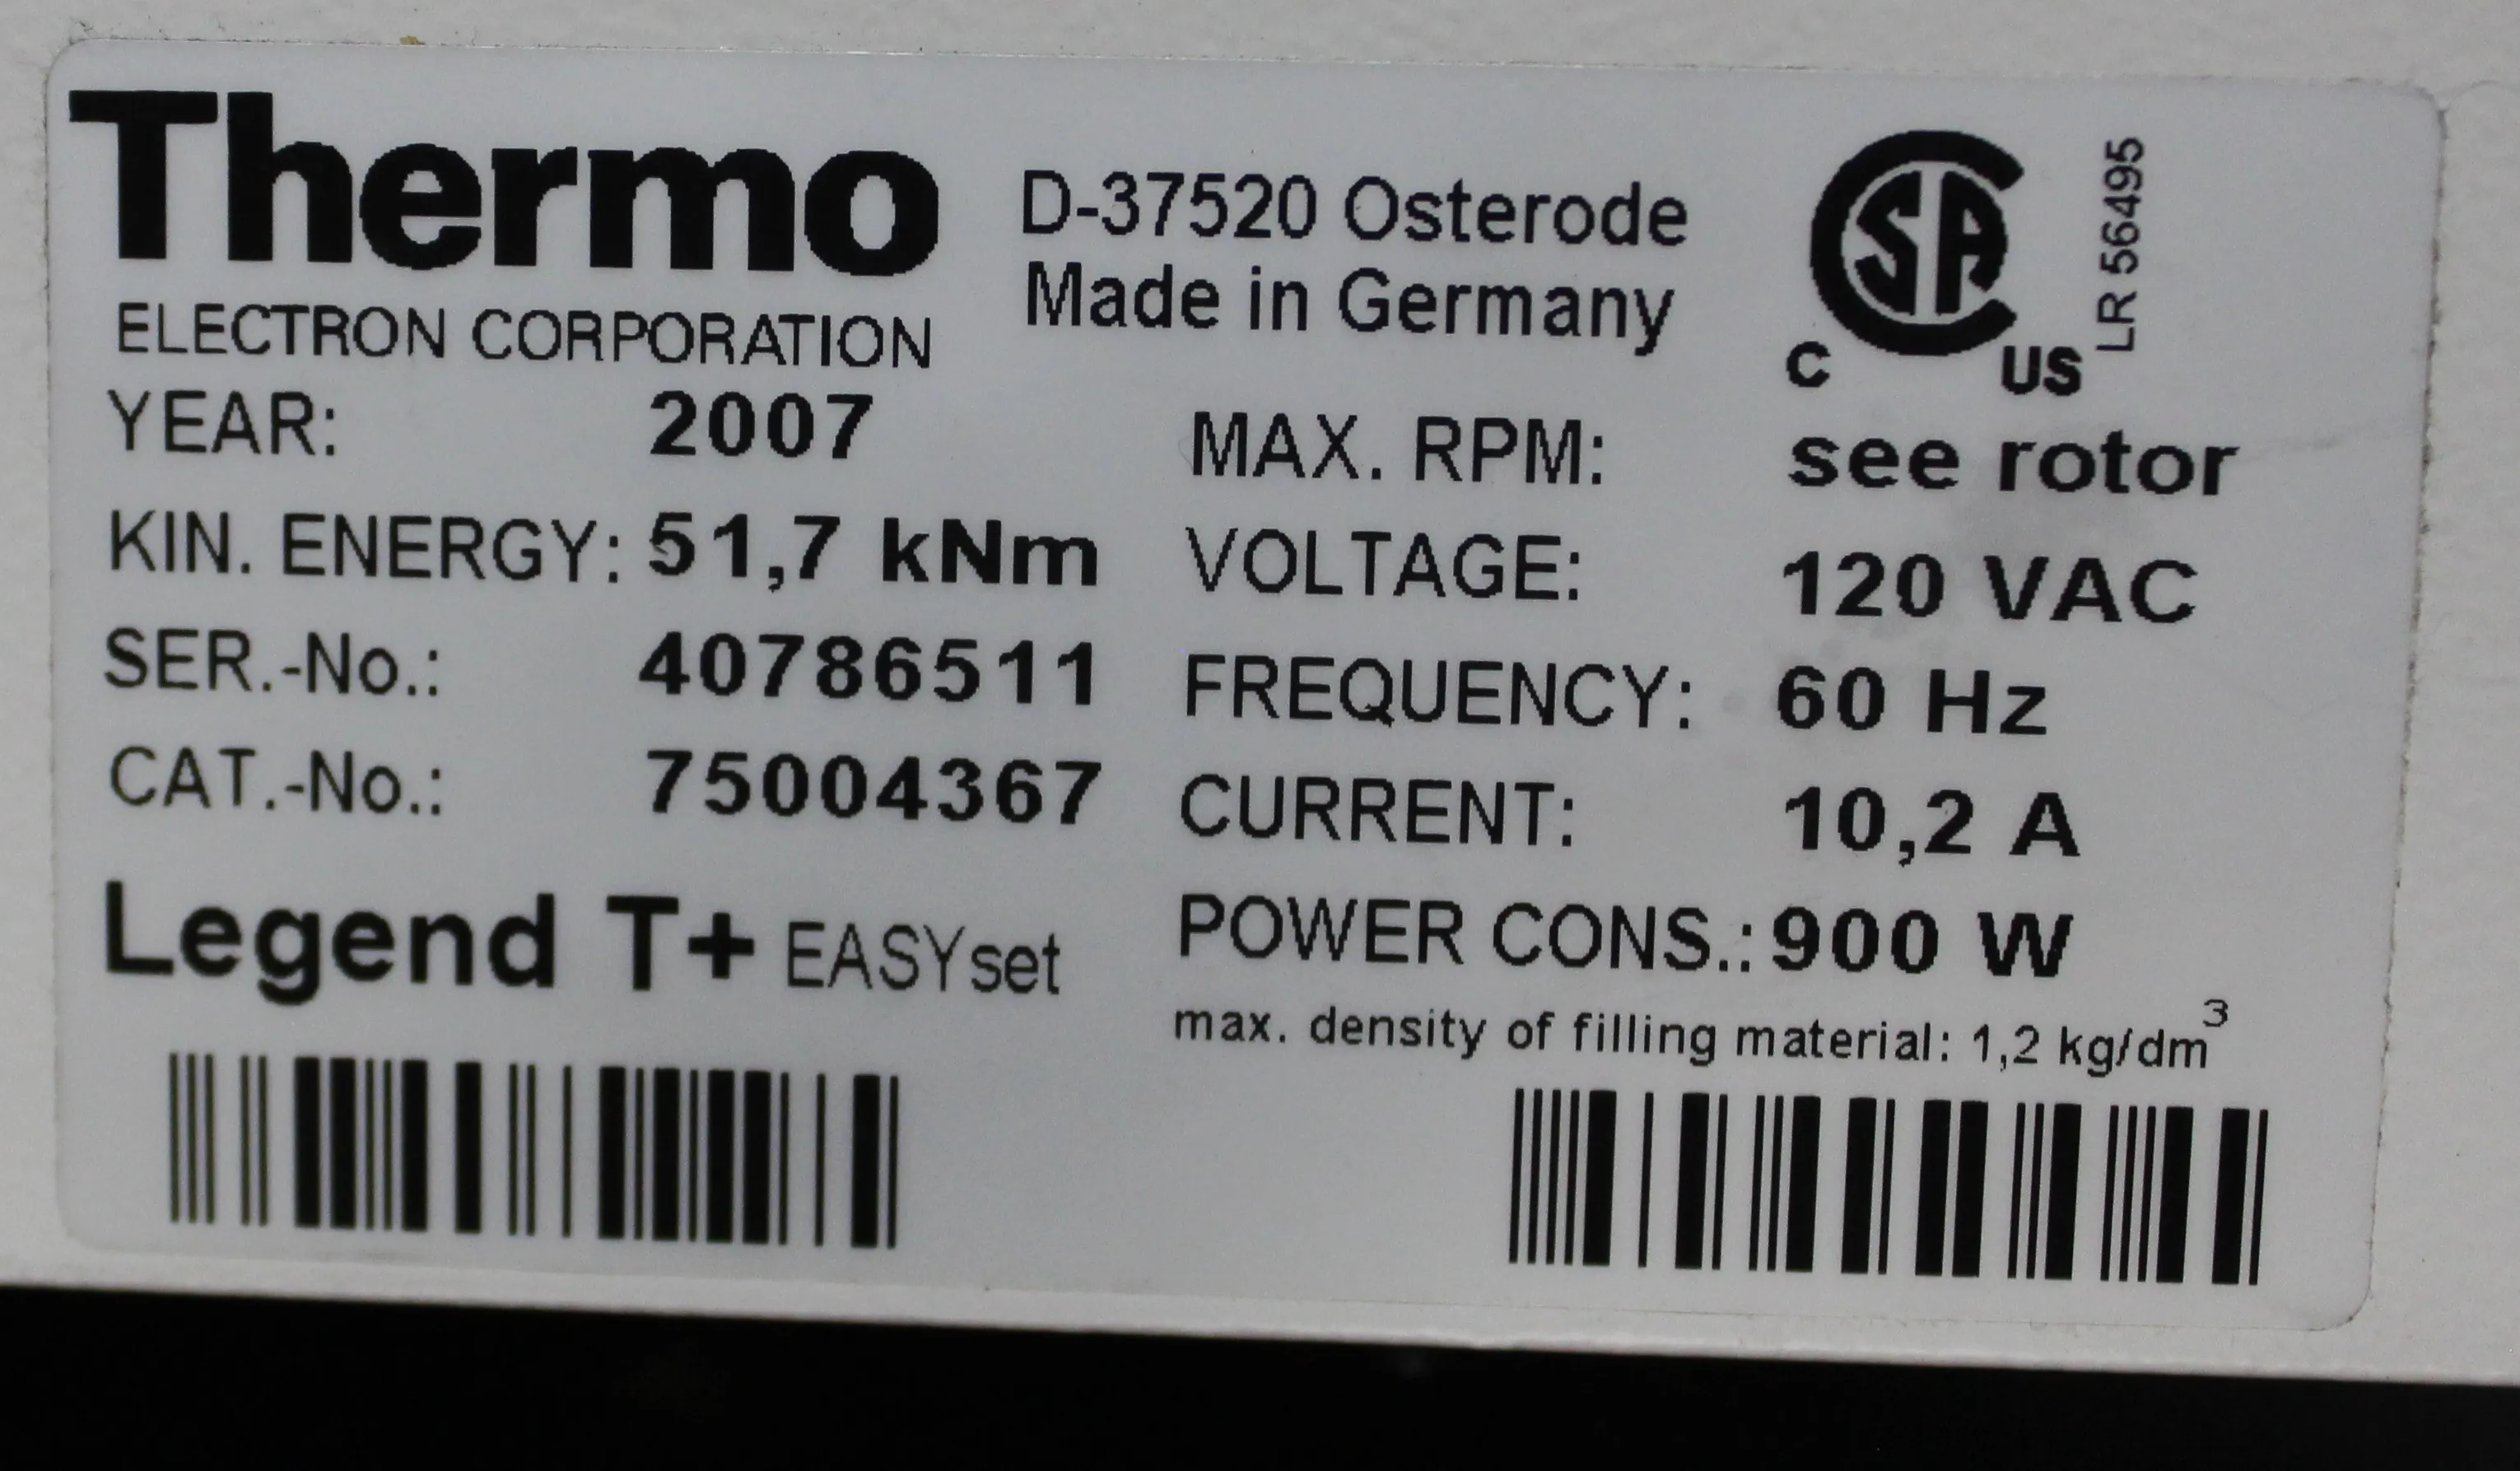 Thermo
ELECTRON CORPORATION
D-37520 Osterode
Made in Germany
CSA
C US
LR 56495
YEAR: 2007
KIN. ENERGY: 51,7 kNm
SER.-No.: 40786511
CAT.-No.: 75004367
Legend T+ EASYset
MAX. RPM: see rotor
VOLTAGE: 120 VAC
FREQUENCY: 60 Hz
CURRENT: 10,2 A
POWER CONS.: 900 W
max. density of filling material: 1,2 kg/dm³